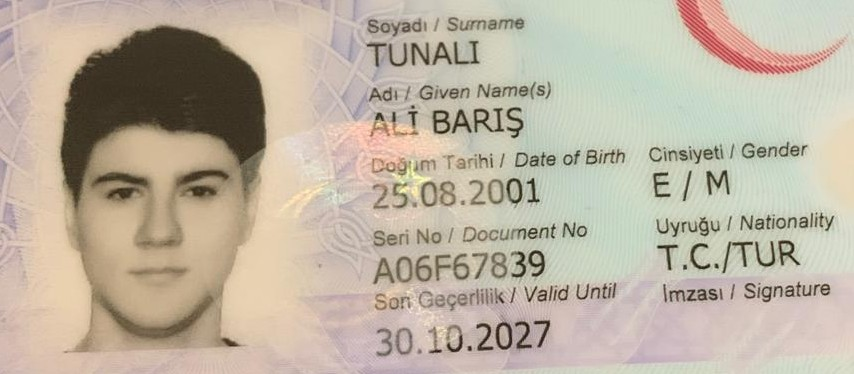 Soyadı / Surname
TUNALI
Adı / Given Name(s)
ALİ BARIŞ
Doğum Tarihi / Date of Birth Cinsiyeti / Gender
25.08.2001 E / M
Seri No / Document No Uyruğu / Nationality
A06F67839 T.C./TUR
Son Geçerlilik / Valid Until İmzası / Signature
30.10.2027